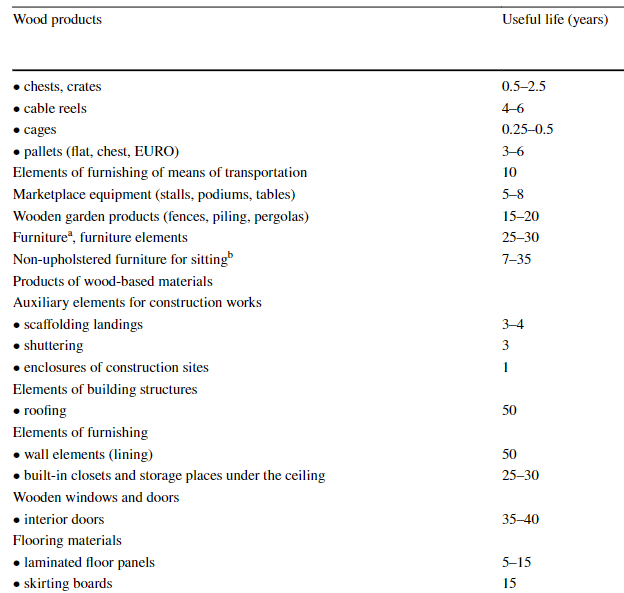 Wood products Useful life (years)
• chests, crates 0.5–2.5
• cable reels 4–6
• cages 0.25–0.5
• pallets (flat, chest, EURO) 3–6
Elements of furnishing of means of transportation 10
Marketplace equipment (stalls, podiums, tables) 5–8
Wooden garden products (fences, piling, pergolas) 15–20
Furnitureᵃ, furniture elements 25–30
Non-upholstered furniture for sittingᵇ 7–35
Products of wood-based materials
Auxiliary elements for construction works
• scaffolding landings 3–4
• shuttering 3
• enclosures of construction sites 1
Elements of building structures
• roofing 50
Elements of furnishing
• wall elements (lining) 50
• built-in closets and storage places under the ceiling 25–30
Wooden windows and doors
• interior doors 35–40
Flooring materials
• laminated floor panels 5–15
• skirting boards 15